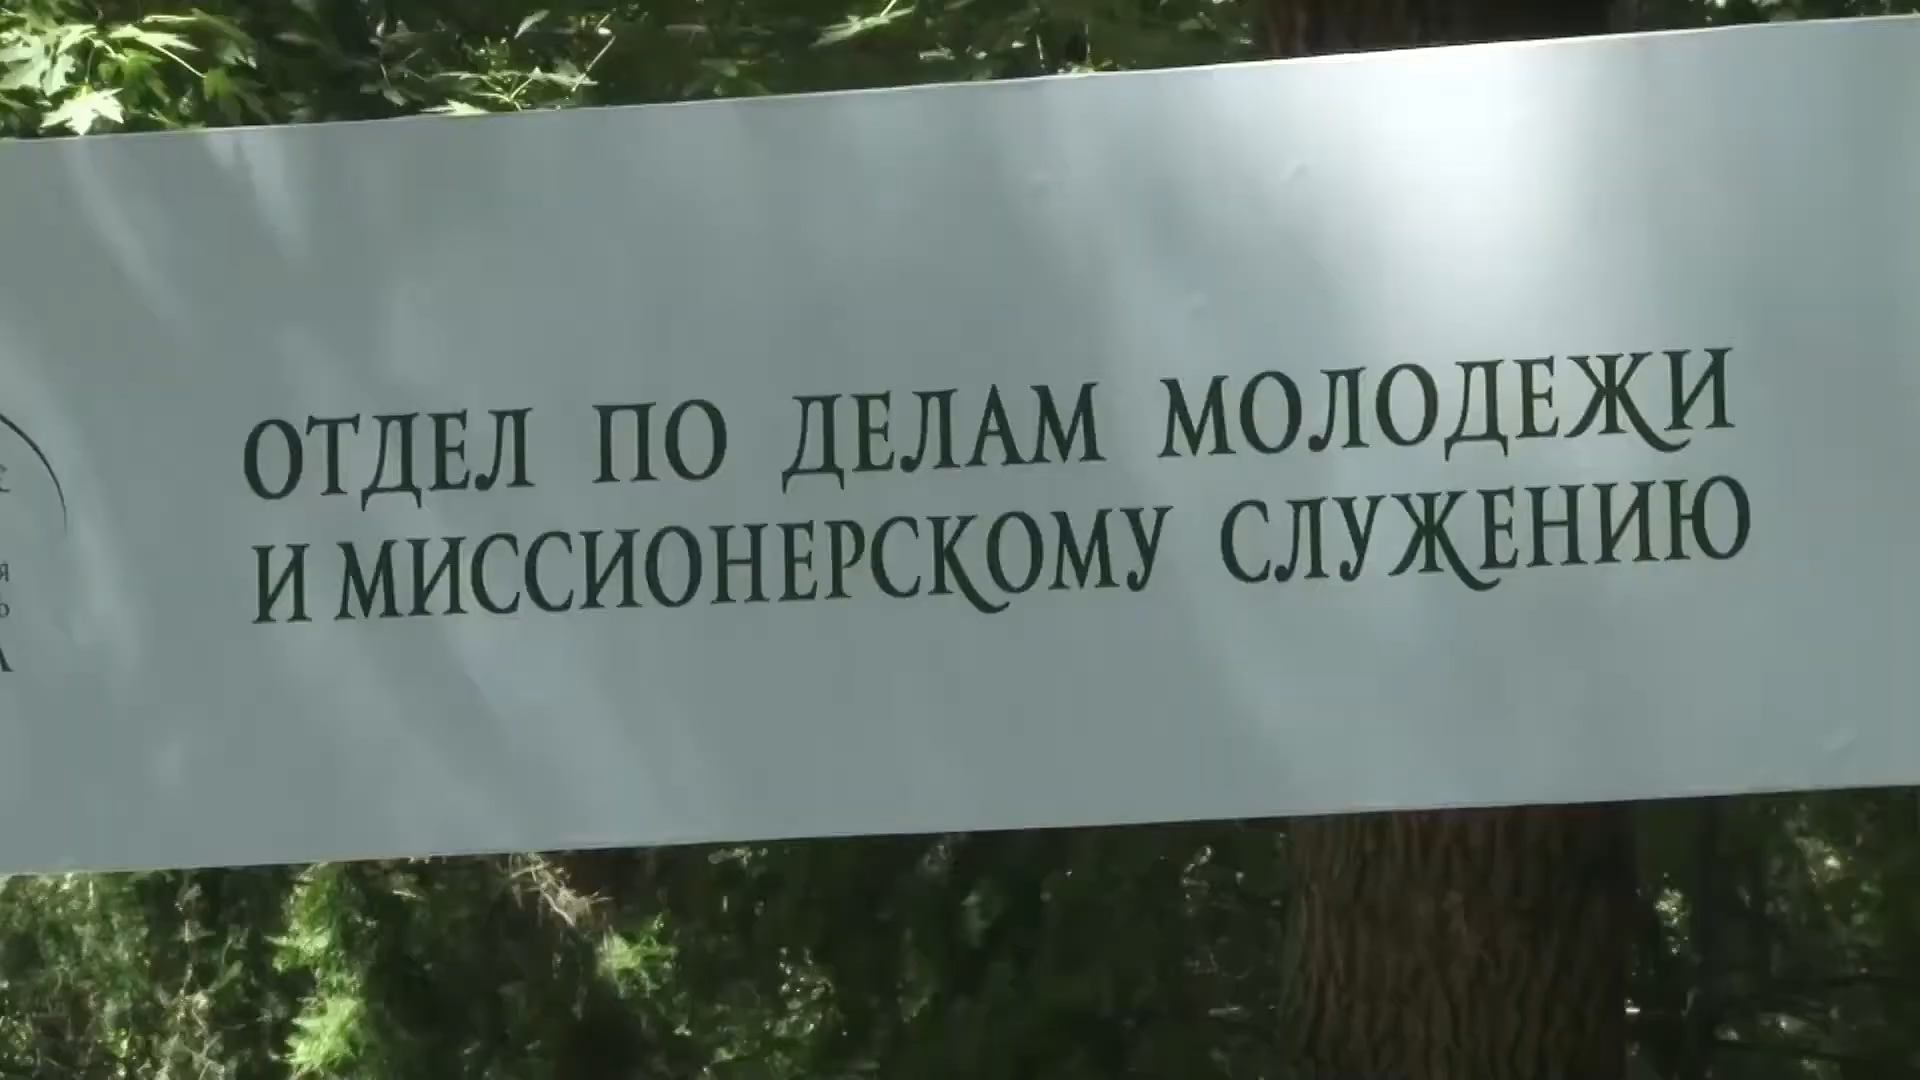 ОТДЕЛ ПО ДЕЛАМ МОЛОДЕЖИ
И МИССИОНЕРСКОМУ СЛУЖЕНИЮ